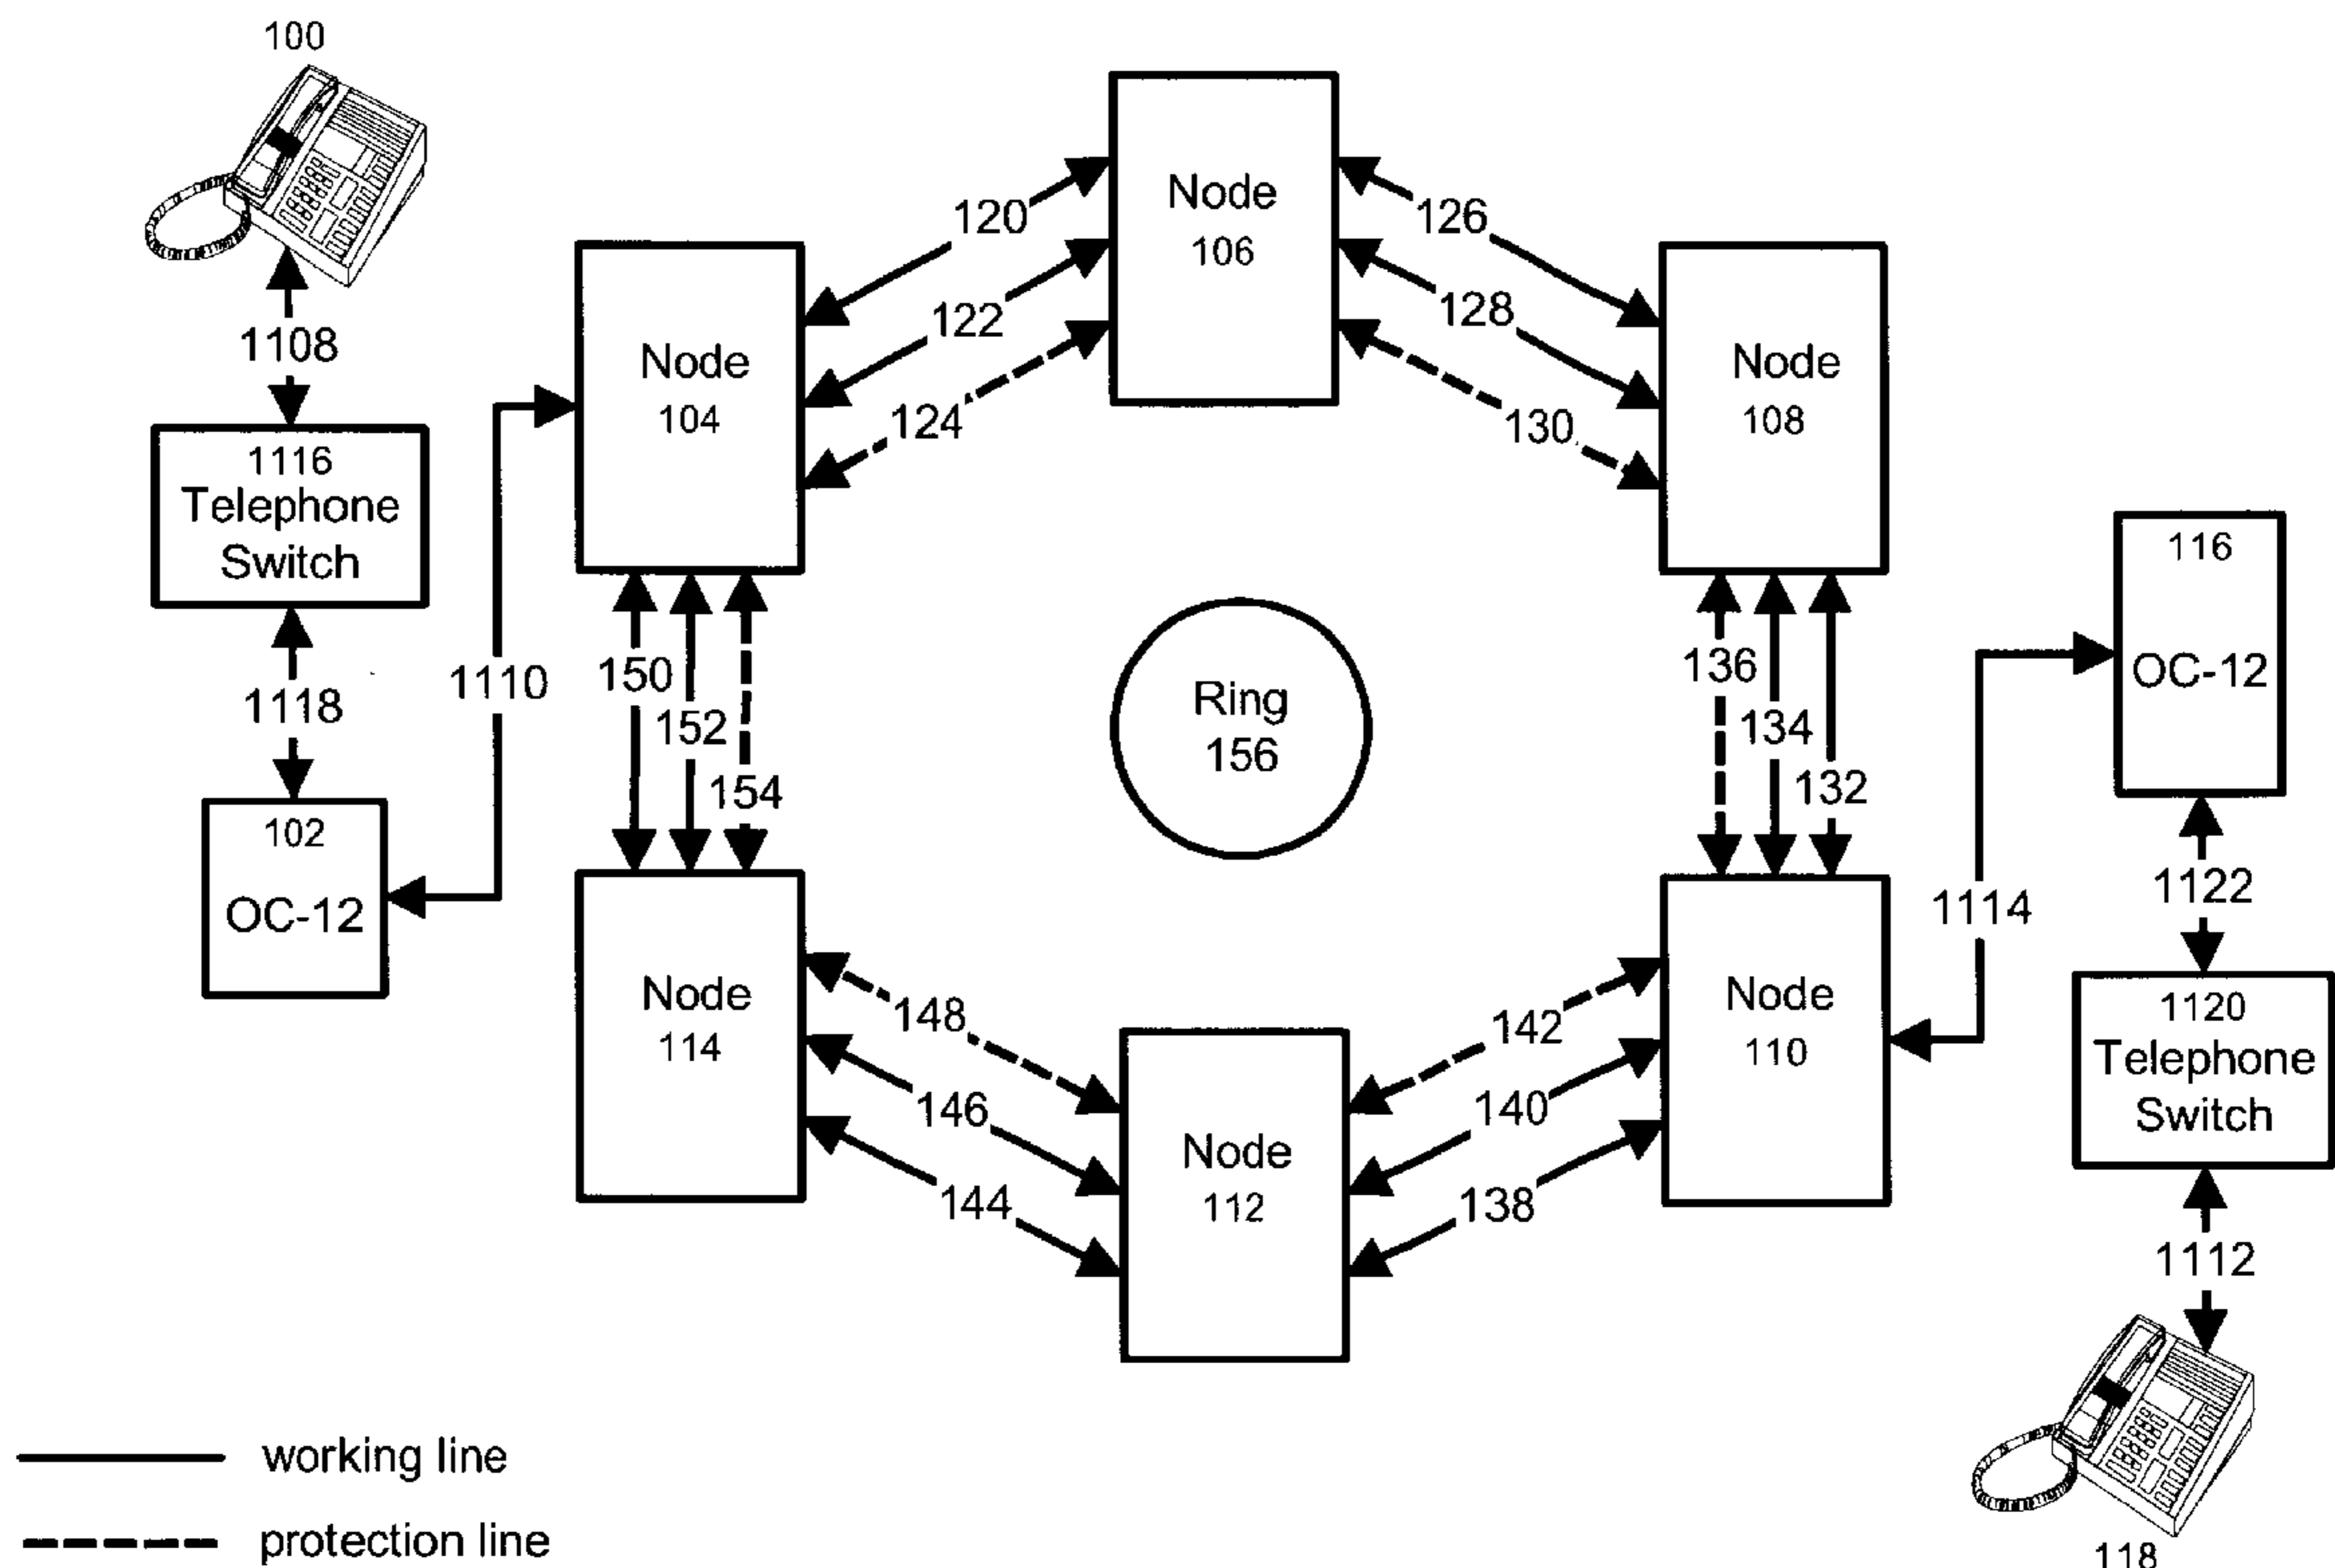 100
1108
1116
Telephone
Switch
1118
102
OC-12
1110
Node
104
120
122
124
Node
106
126
128
130
Node
108
150
152
154
Ring
156
136
134
132
116
OC-12
1114
1122
1120
Telephone
Switch
1112
118
Node
114
148
146
144
Node
112
142
140
138
Node
110
working line
protection line